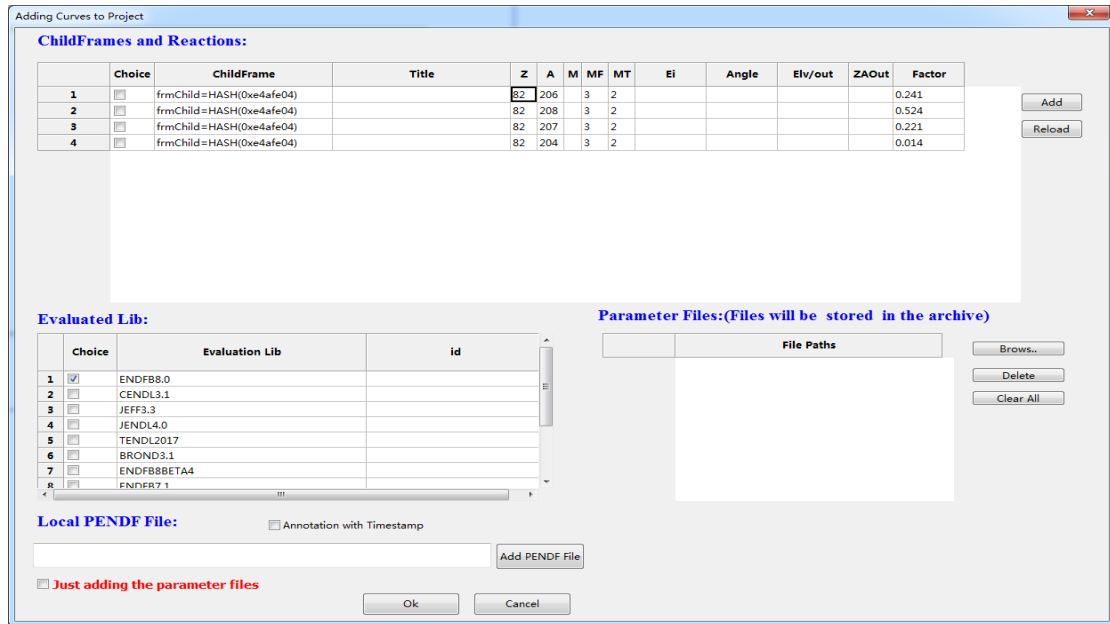 Adding Curves to Project
ChildFrames and Reactions:
Choice ChildFrame Title Z A M MF MT Ei Angle Elv/out ZAOut Factor
1 frmChild=HASH(0xe4afe04) 82 206 3 2 0.241
2 frmChild=HASH(0xe4afe04) 82 208 3 2 0.524
3 frmChild=HASH(0xe4afe04) 82 207 3 2 0.221
4 frmChild=HASH(0xe4afe04) 82 204 3 2 0.014
Add
Reload
Evaluated Lib:
Choice Evaluation Lib id
1 ENDFB8.0
2 CENDL3.1
3 JEFF3.3
4 JENDL4.0
5 TENDL2017
6 BROND3.1
7 ENDFB8BETA4
8 ENDFB7.1
Parameter Files:(Files will be stored in the archive)
File Paths
Brows..
Delete
Clear All
Local PENDF File:
Annotation with Timestamp
Add PENDF File
Just adding the parameter files
Ok
Cancel